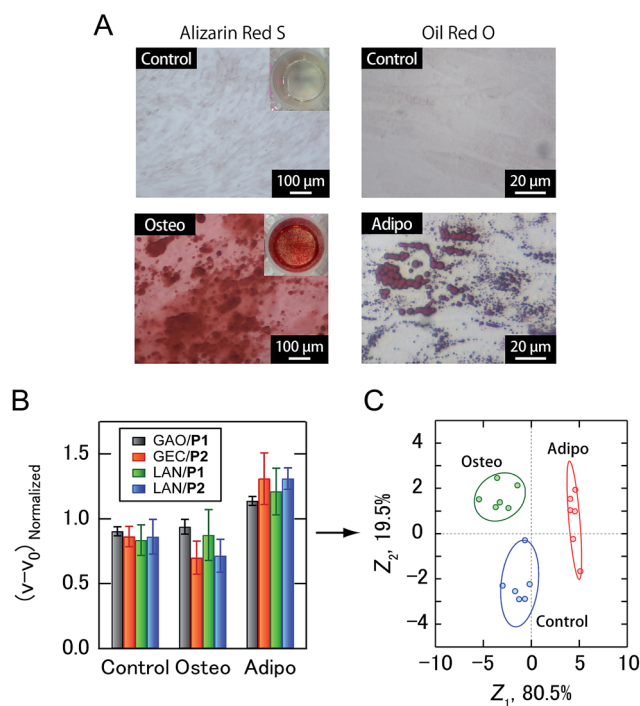 A
Alizarin Red S
Oil Red O
Control
100 μm
Control
20 μm
Osteo
100 μm
Adipo
20 μm
B
(v−v0) Normalized
1.5
1.0
0.5
0.0
GAO/P1
GEC/P2
LAN/P1
LAN/P2
Control Osteo Adipo
C
Z2, 19.5%
4
2
0
−2
−4
Osteo
Adipo
Control
−10 −5 0 5 10
Z1, 80.5%